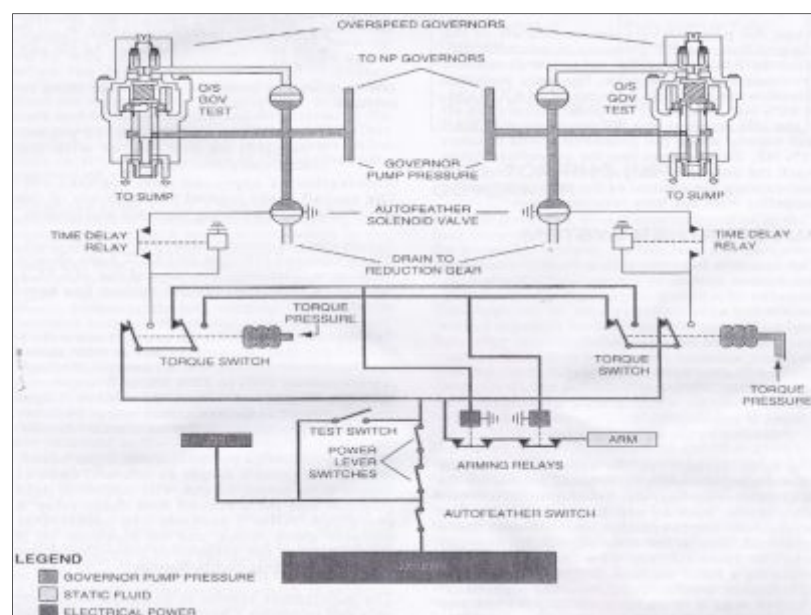 OVERSPEED GOVERNORS
TO NP GOVERNORS
O/S
GOV
TEST
O/S
GOV
TEST
GOVERNOR
PUMP PRESSURE
TO SUMP
TO SUMP
AUTOFEATHER
SOLENOID VALVE
TIME DELAY
RELAY
TIME DELAY
RELAY
DRAIN TO
REDUCTION GEAR
TORQUE
PRESSURE
TORQUE SWITCH
TORQUE
SWITCH
TORQUE
PRESSURE
TEST SWITCH
POWER
LEVER
SWITCHES
ARM
ARMING RELAYS
AUTOFEATHER SWITCH
LEGEND
GOVERNOR PUMP PRESSURE
STATIC FLUID
ELECTRICAL POWER